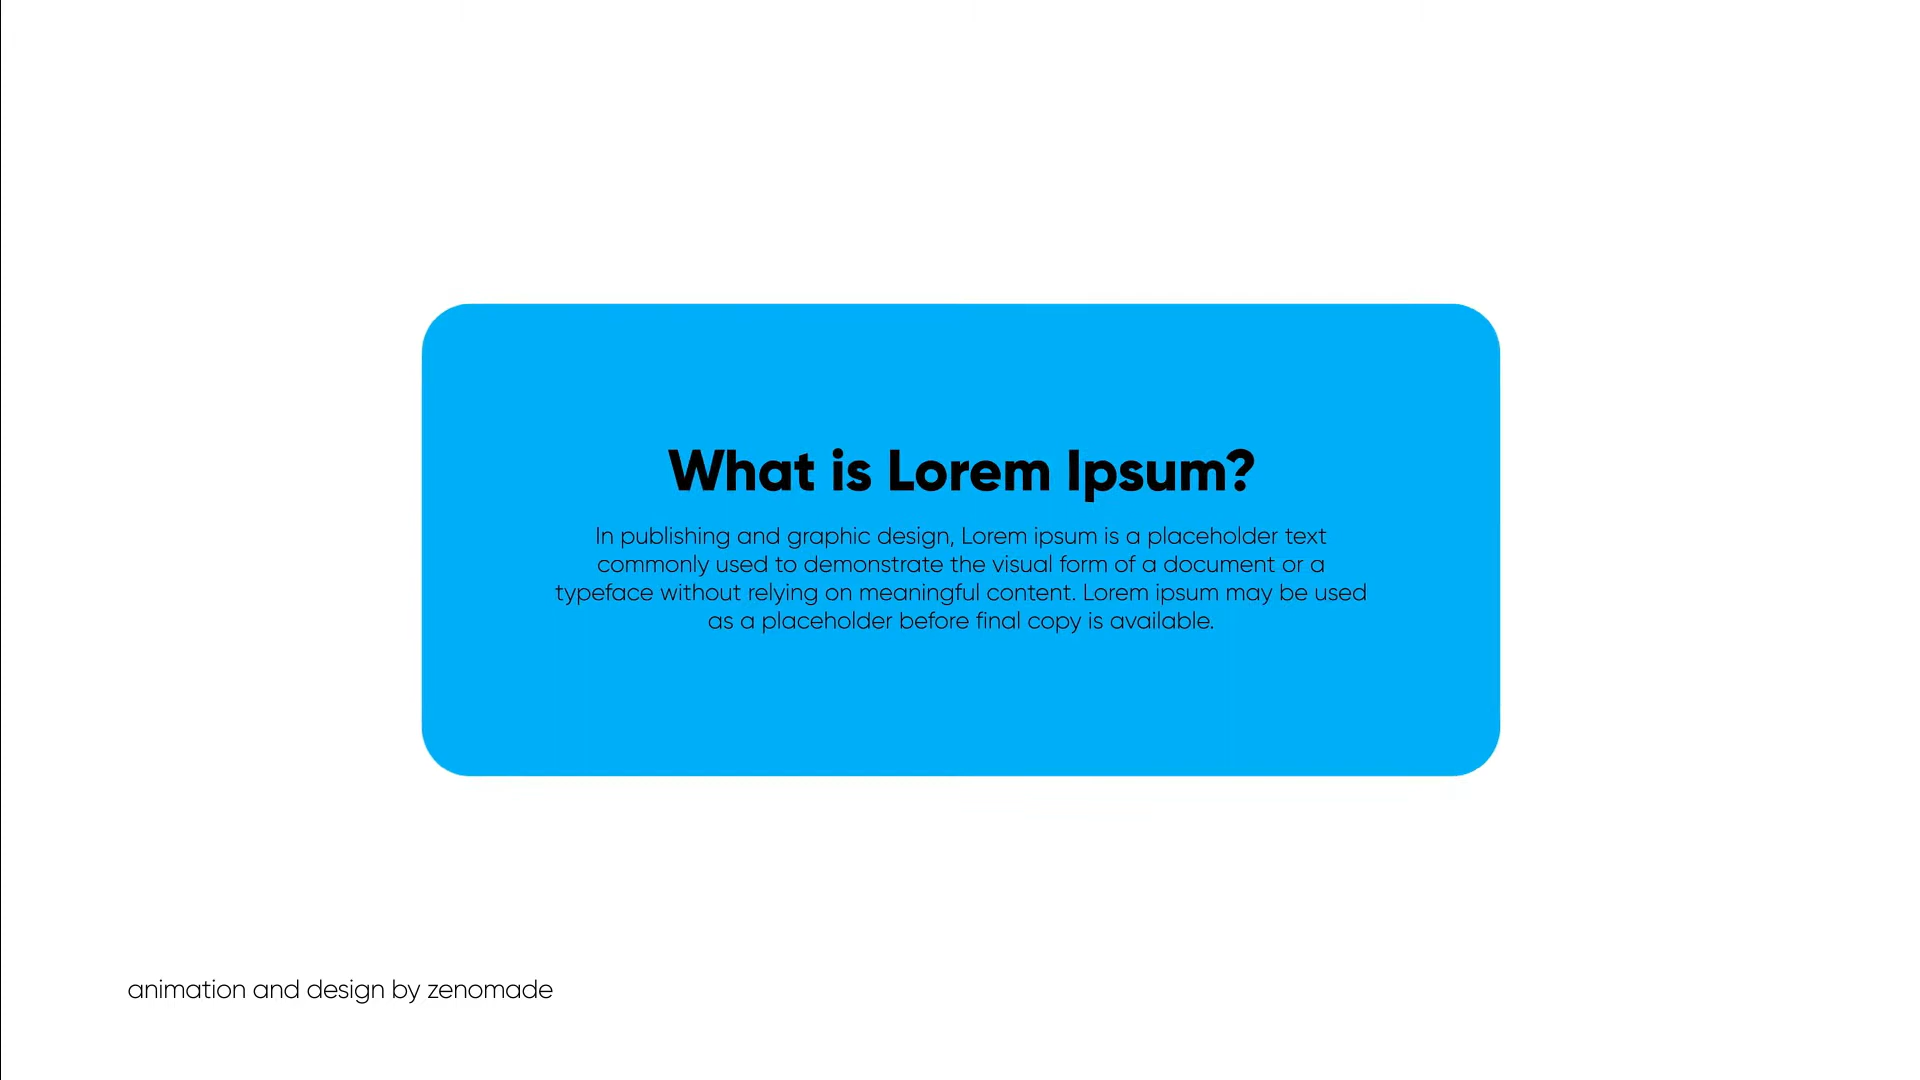 What is Lorem Ipsum?
In publishing and graphic design, Lorem ipsum is a placeholder text
commonly used to demonstrate the visual form of a document or a
typeface without relying on meaningful content. Lorem ipsum may be used
as a placeholder before final copy is available.
animation and design by zenomade